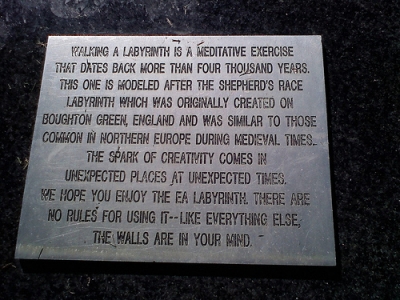 WALKING A LABYRINTH IS A MEDITATIVE EXERCISE
THAT DATES BACK MORE THAN FOUR THOUSAND YEARS.
THIS ONE IS MODELED AFTER THE SHEPHERD'S RACE
LABYRINTH WHICH WAS ORIGINALLY CREATED ON
BOUGHTON GREEN, ENGLAND AND WAS SIMILAR TO THOSE
COMMON IN NORTHERN EUROPE DURING MEDIEVAL TIMES.
THE SPARK OF CREATIVITY COMES IN
UNEXPECTED PLACES AT UNEXPECTED TIMES.
WE HOPE YOU ENJOY THE EA LABYRINTH. THERE ARE
NO RULES FOR USING IT--LIKE EVERYTHING ELSE,
THE WALLS ARE IN YOUR MIND.